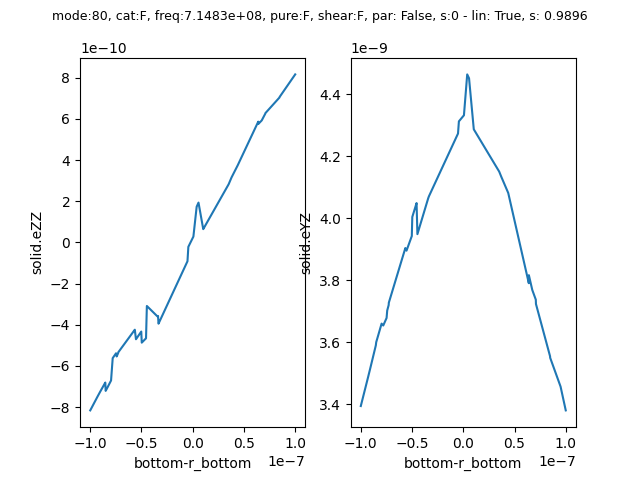 mode:80, cat:F, freq:7.1483e+08, pure:F, shear:F, par: False, s:0 - lin: True, s: 0.9896
1e−10
8
6
4
2
0
−2
−4
−6
−8
solid.eZZ
−1.0 −0.5 0.0 0.5 1.0
bottom-r_bottom 1e−7
1e−9
4.4
4.2
4.0
3.8
3.6
3.4
solid.eYZ
−1.0 −0.5 0.0 0.5 1.0
bottom-r_bottom 1e−7